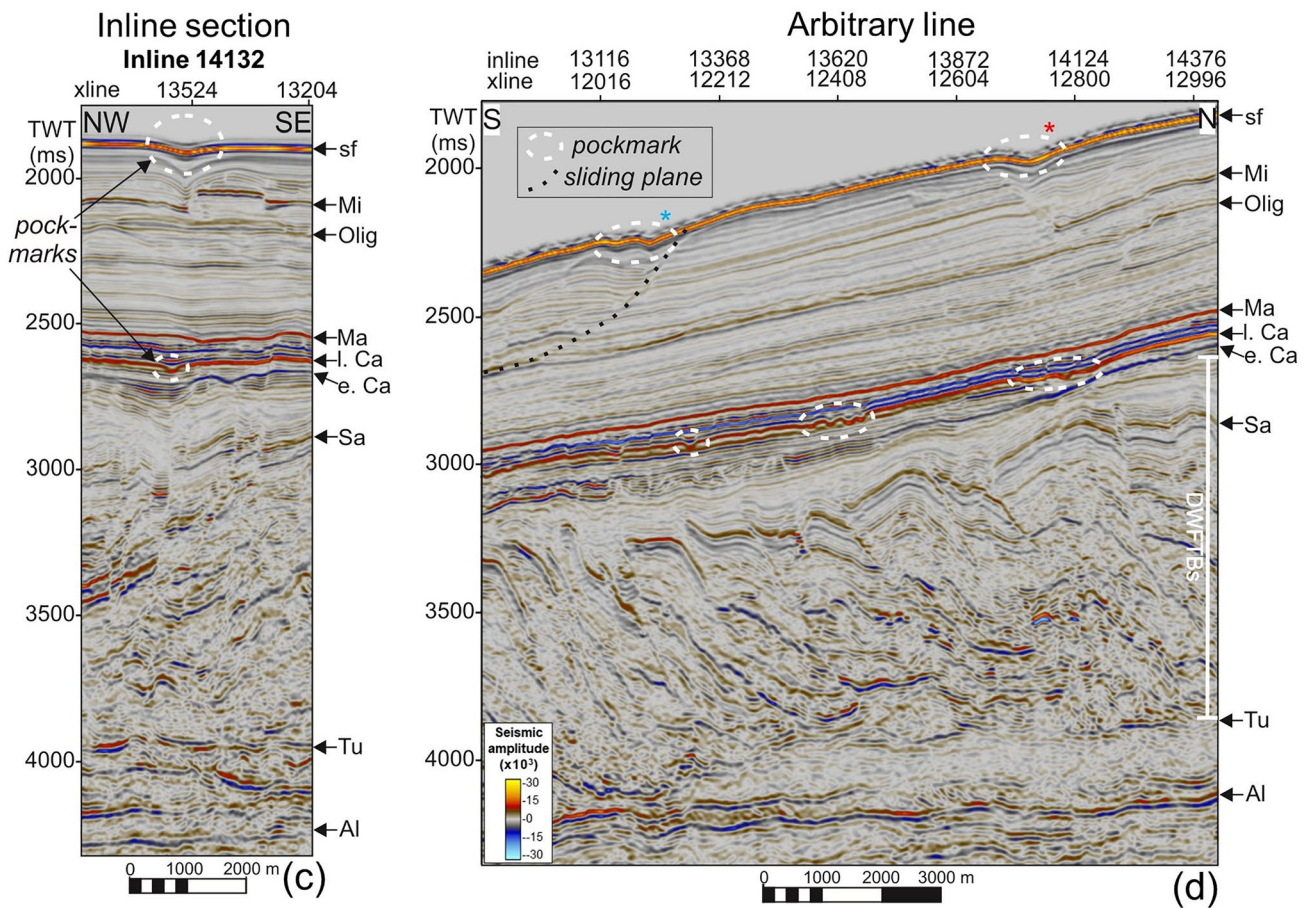 Inline section
Inline 14132
xline 13524 13204
TWT
(ms)
NW SE
2000
2500
3000
3500
4000
pock-
marks
sf
Mi
Olig
Ma
l. Ca
e. Ca
Sa
Tu
Al
0 1000 2000 m
(c)
Arbitrary line
inline 13116 13368 13620 13872 14124 14376
xline 12016 12212 12408 12604 12800 12996
TWT
(ms)
S N
pockmark
sliding plane
*
*
2000
2500
3000
3500
4000
sf
Mi
Olig
Ma
l. Ca
e. Ca
Sa
DWFTBs
Tu
Al
Seismic
amplitude
(x10³)
-30
-15
-0
--15
--30
0 1000 2000 3000 m
(d)